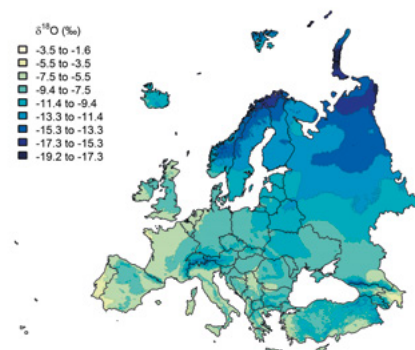 δ¹⁸O (‰)
-3.5 to -1.6
-5.5 to -3.5
-7.5 to -5.5
-9.4 to -7.5
-11.4 to -9.4
-13.3 to -11.4
-15.3 to -13.3
-17.3 to -15.3
-19.2 to -17.3